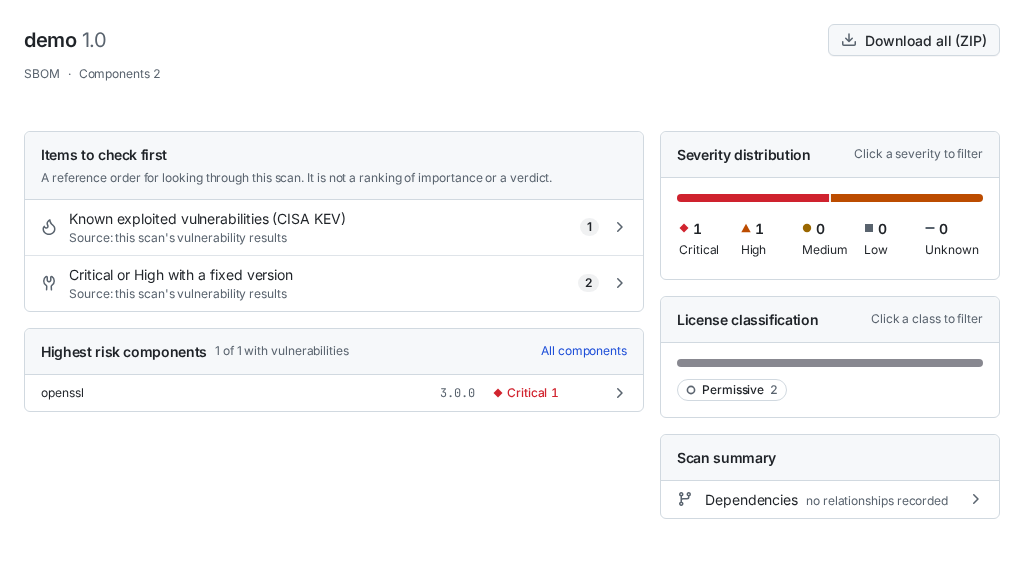 demo 1.0
Download all (ZIP)
SBOM · Components 2
Items to check first
A reference order for looking through this scan. It is not a ranking of importance or a verdict.
Known exploited vulnerabilities (CISA KEV)
Source: this scan's vulnerability results
1
Critical or High with a fixed version
Source: this scan's vulnerability results
2
Highest risk components 1 of 1 with vulnerabilities All components
openssl 3.0.0 Critical 1
Severity distribution Click a severity to filter
1 1 0 0 0
Critical High Medium Low Unknown
License classification Click a class to filter
Permissive 2
Scan summary
Dependencies no relationships recorded